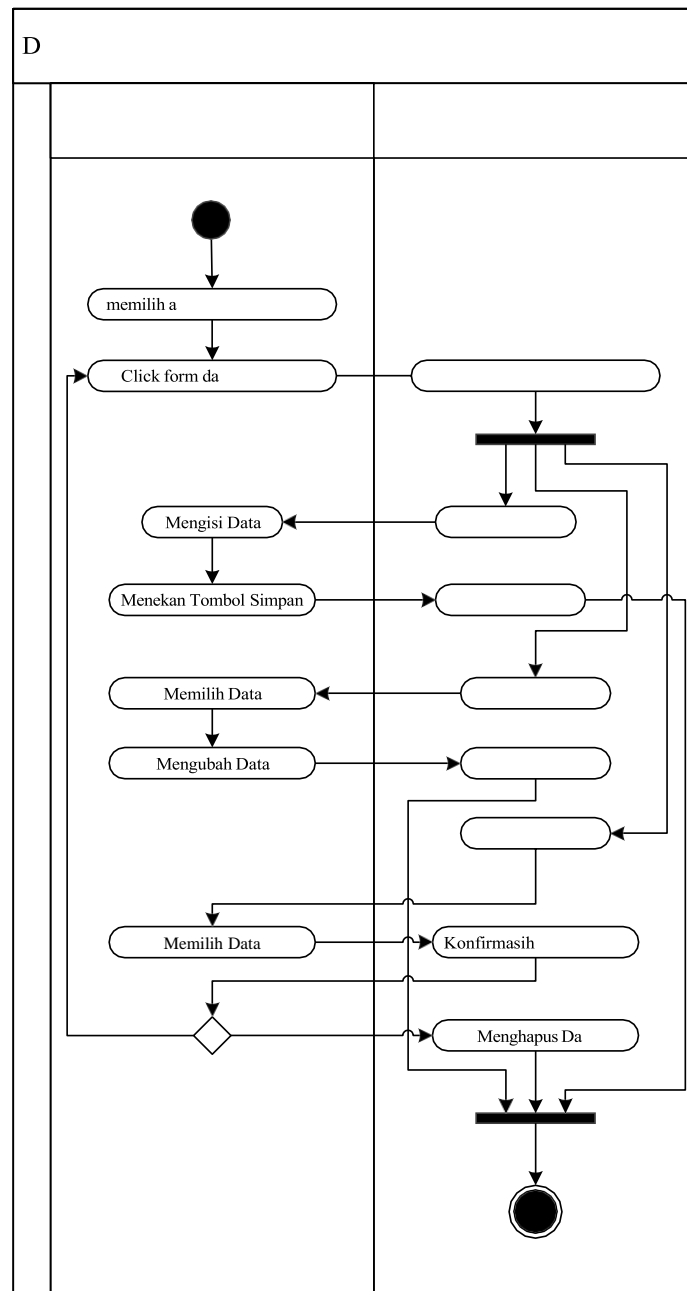 D
memilih a
Click form da
Mengisi Data
Menekan Tombol Simpan
Memilih Data
Mengubah Data
Memilih Data
Konfirmasih
Menghapus Da